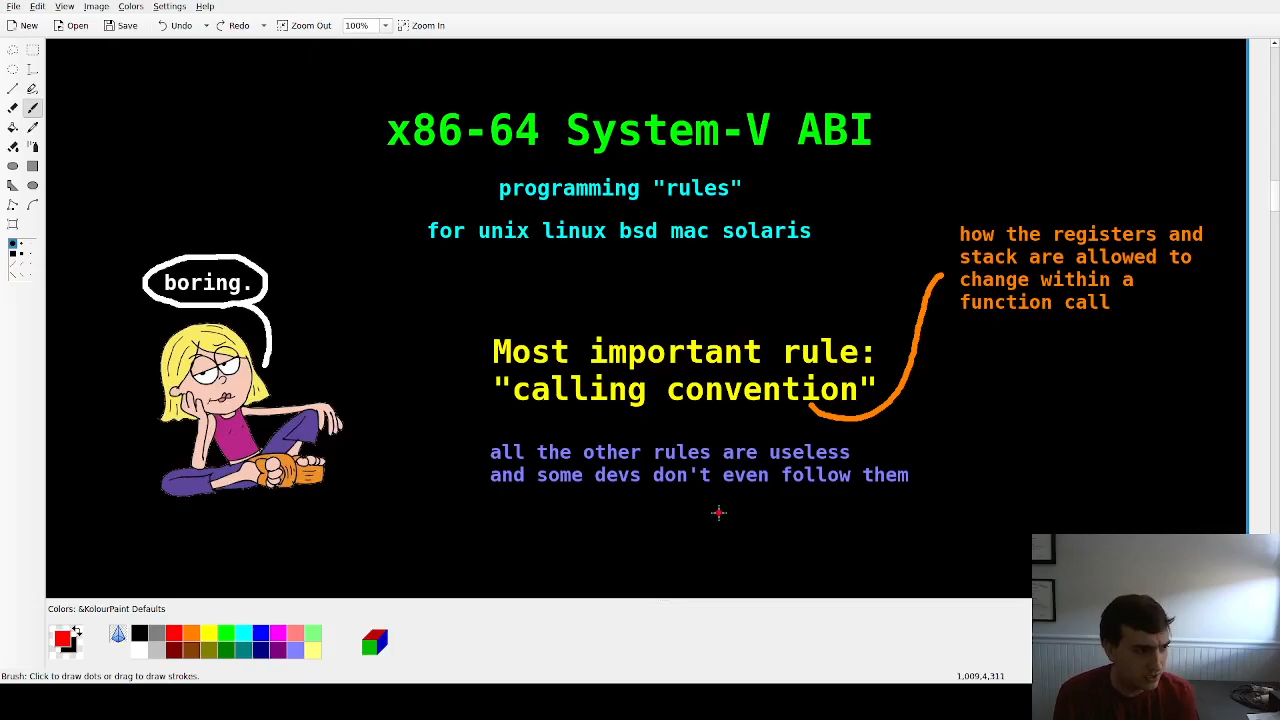 File Edit View Image Colors Settings Help
New Open Save Undo Redo Zoom Out 100% Zoom In
x86-64 System-V ABI
programming "rules"
for unix linux bsd mac solaris
how the registers and
stack are allowed to
change within a
function call
boring.
Most important rule:
"calling convention"
all the other rules are useless
and some devs don't even follow them
Colors: &KolourPaint Defaults
Brush: Click to draw dots or drag to draw strokes.
1,009,4,311